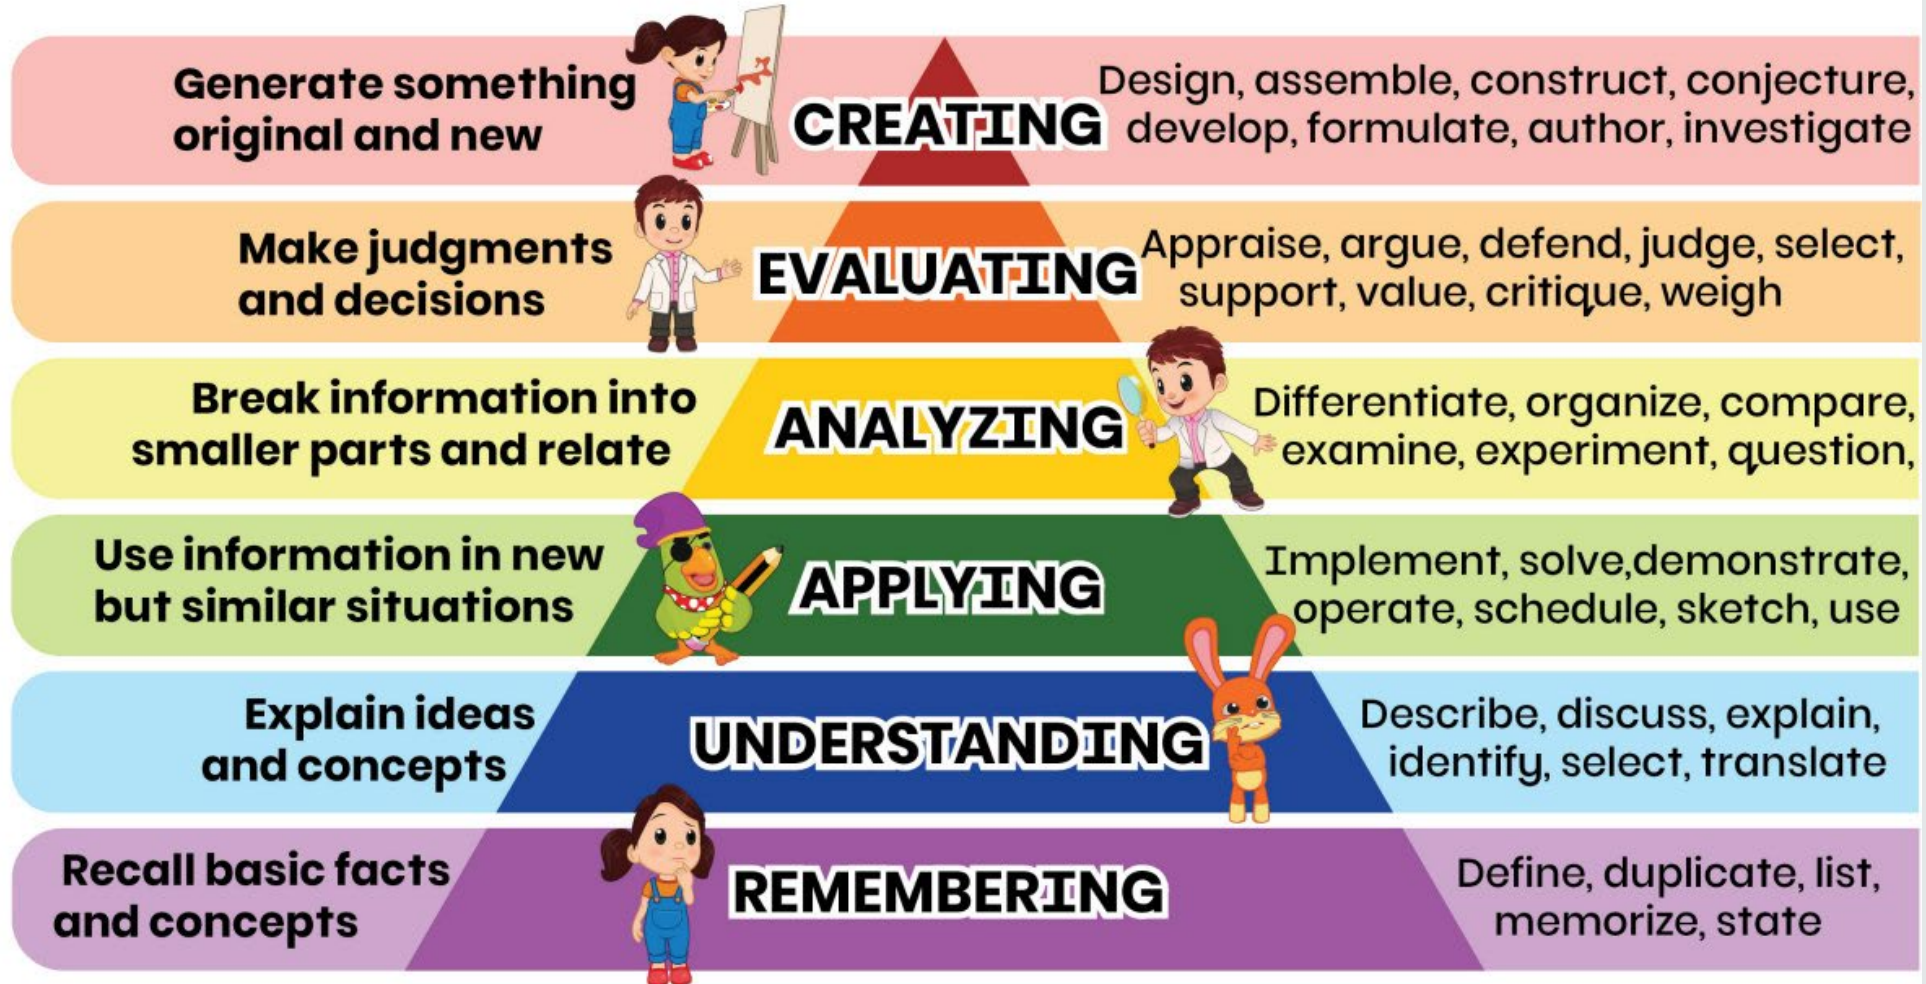 Generate something
original and new
CREATING
Design, assemble, construct, conjecture,
develop, formulate, author, investigate
Make judgments
and decisions
EVALUATING
Appraise, argue, defend, judge, select,
support, value, critique, weigh
Break information into
smaller parts and relate
ANALYZING
Differentiate, organize, compare,
examine, experiment, question,
Use information in new
but similar situations
APPLYING
Implement, solve,demonstrate,
operate, schedule, sketch, use
Explain ideas
and concepts
UNDERSTANDING
Describe, discuss, explain,
identify, select, translate
Recall basic facts
and concepts
REMEMBERING
Define, duplicate, list,
memorize, state